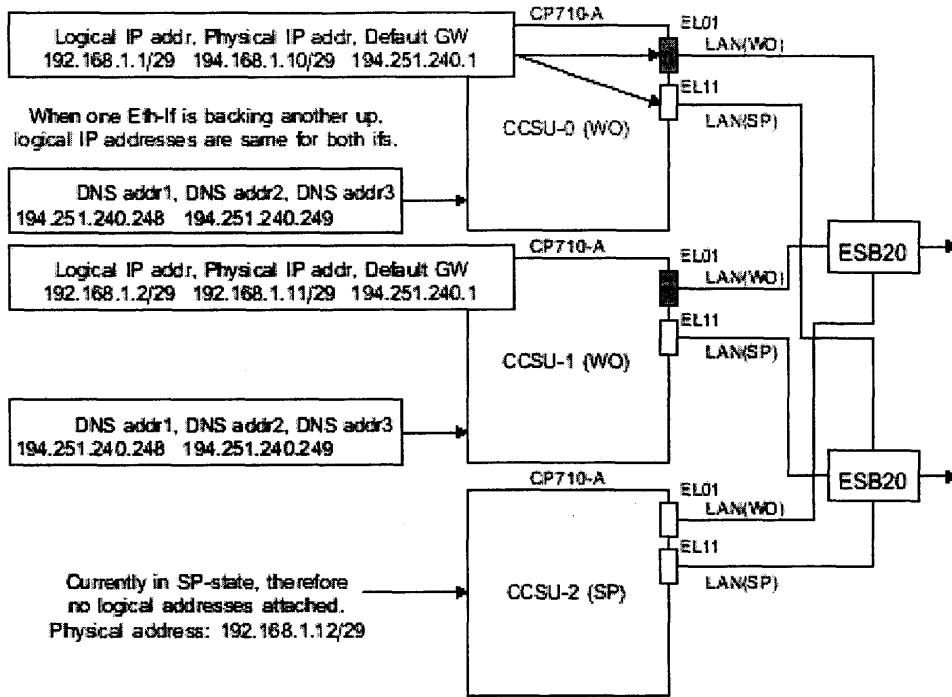 CP710-A
EL01
LAN(WO)
Logical IP addr, Physical IP addr, Default GW
192.168.1.1/29 194.168.1.10/29 194.251.240.1
EL11
LAN(SP)
When one Eth-If is backing another up.
logical IP addresses are same for both ifs.
CCSU-0 (WO)
DNS addr1, DNS addr2, DNS addr3
194.251.240.248 194.251.240.249
ESB20
CP710-A
EL01
LAN(WO)
Logical IP addr, Physical IP addr, Default GW
192.168.1.2/29 192.168.1.11/29 194.251.240.1
EL11
LAN(SP)
CCSU-1 (WO)
DNS addr1, DNS addr2, DNS addr3
194.251.240.248 194.251.240.249
ESB20
CP710-A
EL01
LAN(WO)
EL11
LAN(SP)
Currently in SP-state, therefore
no logical addresses attached.
Physical address: 192.168.1.12/29
CCSU-2 (SP)